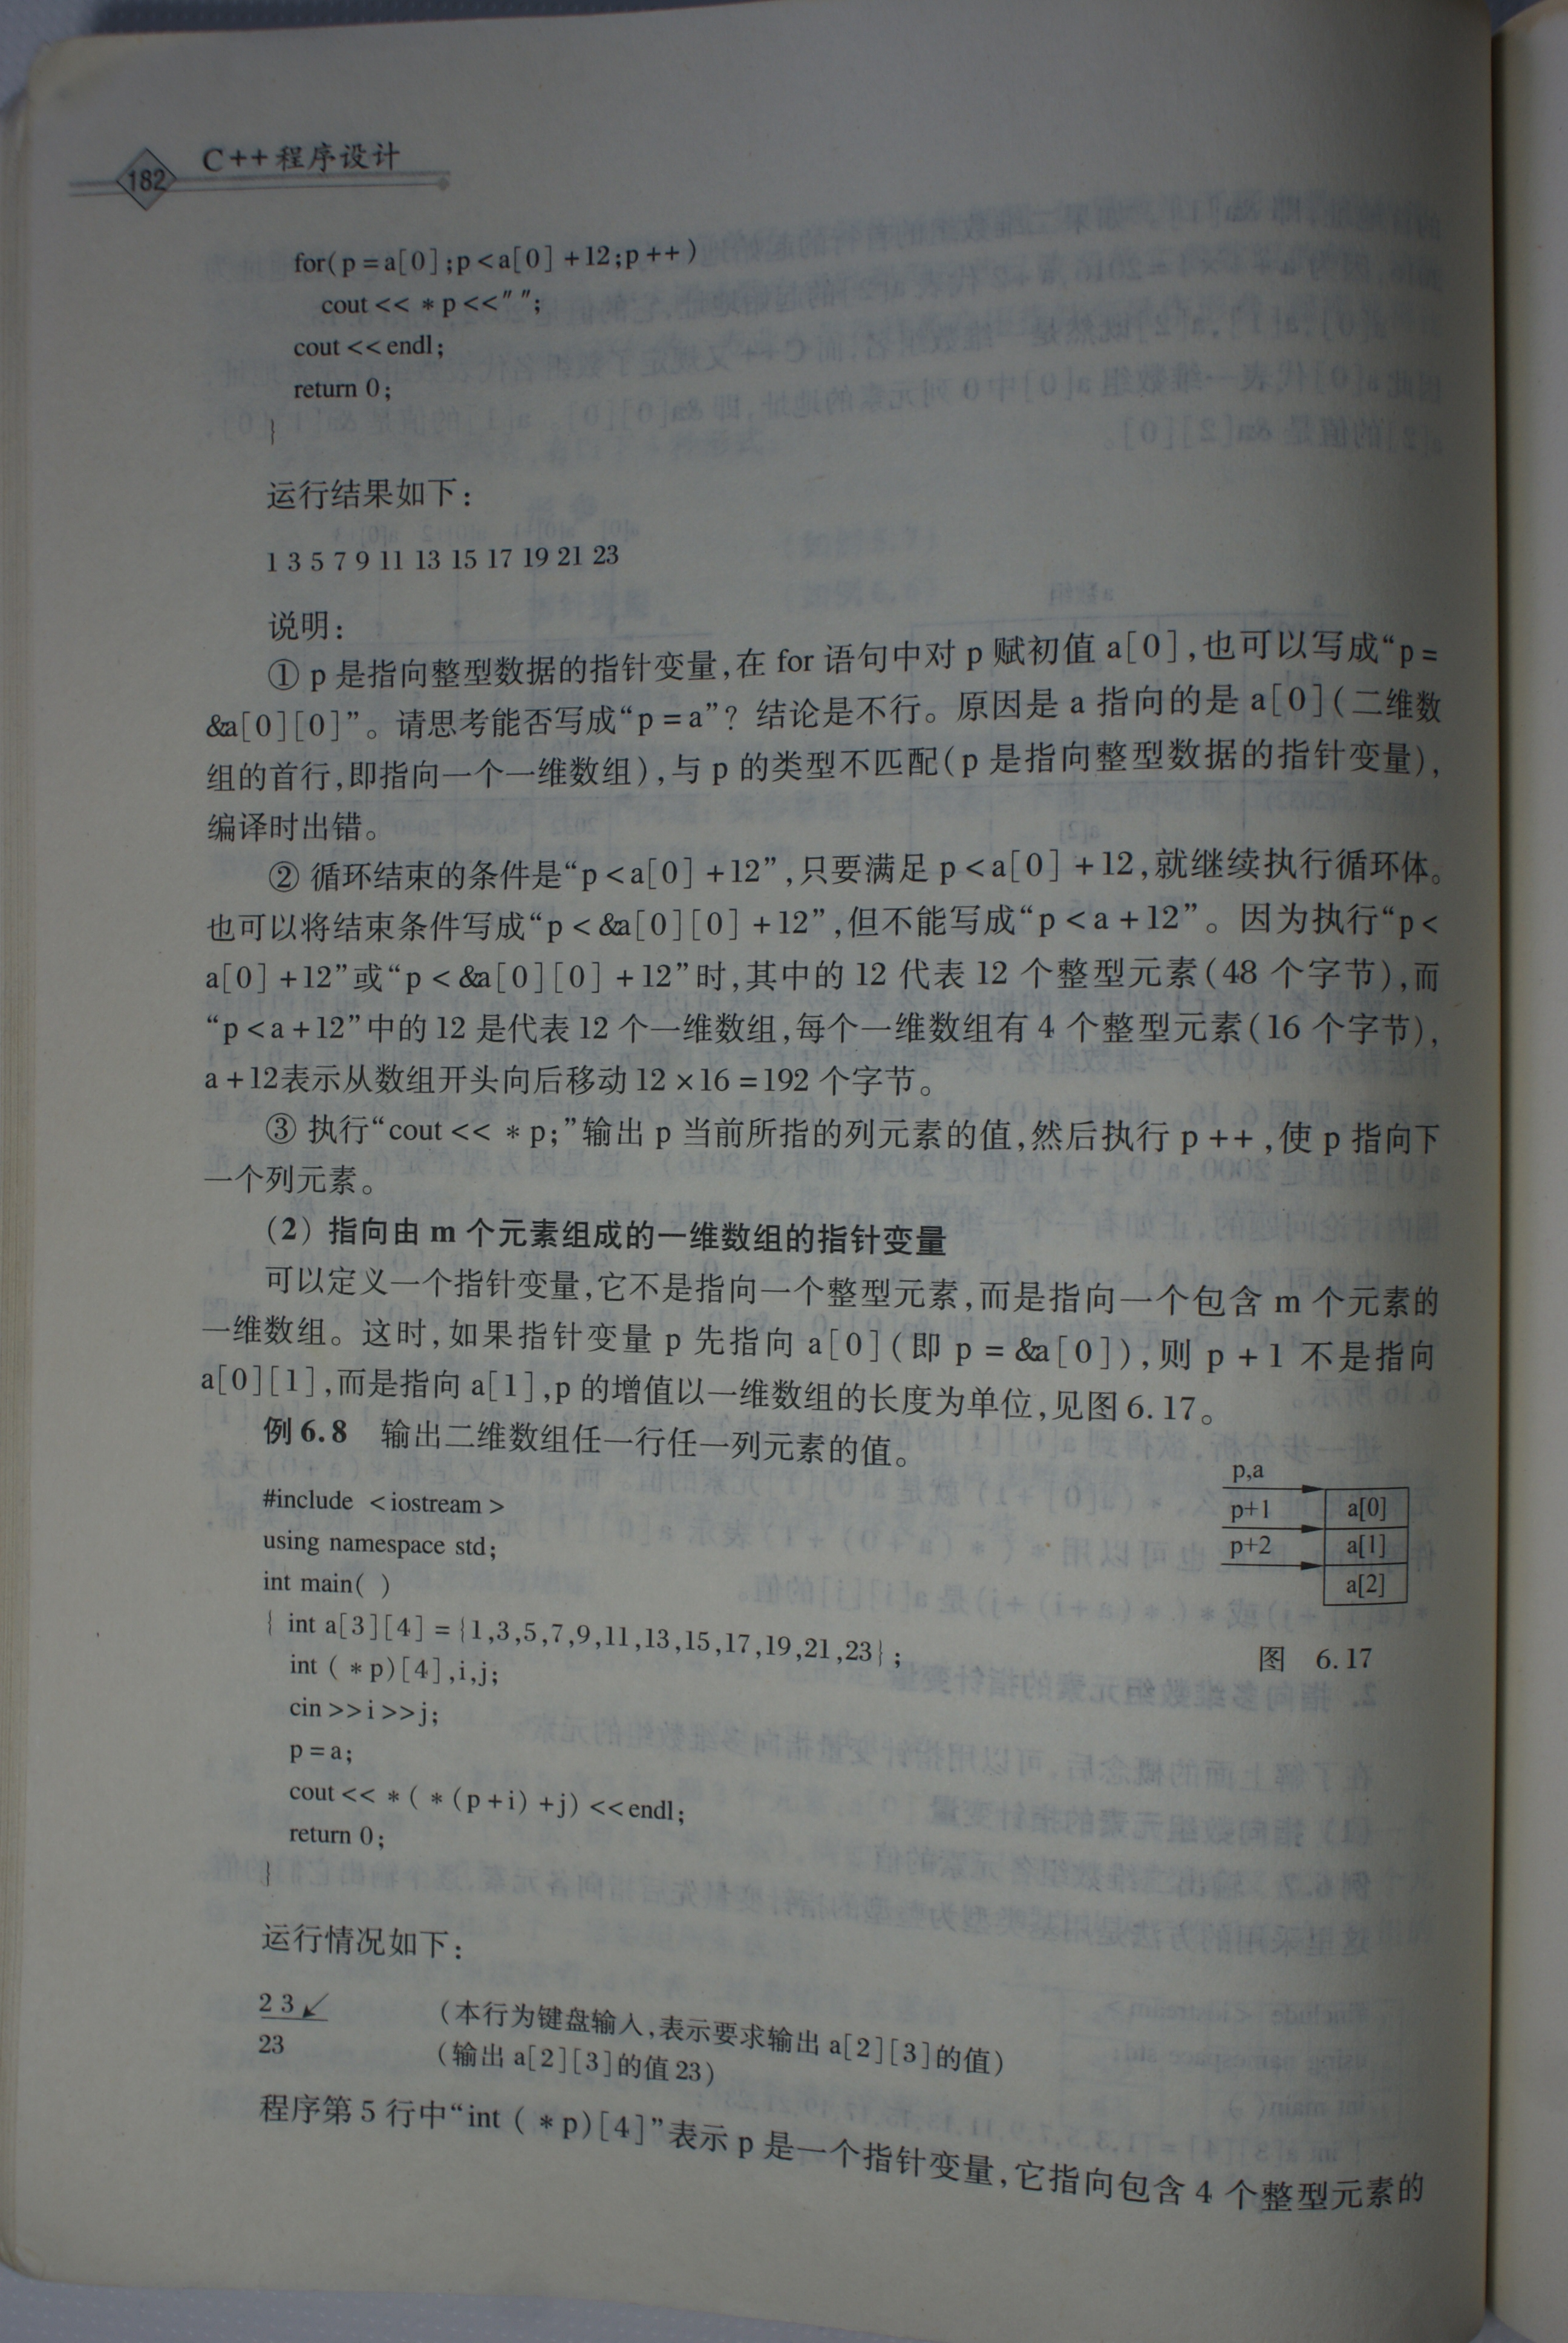 182
C++程序设计
for(p=a[0];p<a[0]+12;p++)
cout<<*p<<" ";
cout<<endl;
return 0;
}
运行结果如下：
1 3 5 7 9 11 13 15 17 19 21 23
说明：
① p 是指向整型数据的指针变量,在 for 语句中对 p 赋初值 a[0],也可以写成“p=
&a[0][0]”。请思考能否写成“p=a”？结论是不行。原因是 a 指向的是 a[0](二维数
组的首行,即指向一个一维数组),与 p 的类型不匹配(p 是指向整型数据的指针变量),
编译时出错。
② 循环结束的条件是“p<a[0]+12”,只要满足 p<a[0]+12,就继续执行循环体。
也可以将结束条件写成“p<&a[0][0]+12”,但不能写成“p<a+12”。因为执行“p<
a[0]+12”或“p<&a[0][0]+12”时,其中的 12 代表 12 个整型元素(48 个字节),而
“p<a+12”中的 12 是代表 12 个一维数组,每个一维数组有 4 个整型元素(16 个字节),
a+12表示从数组开头向后移动 12×16=192 个字节。
③ 执行“cout<<*p;”输出 p 当前所指的列元素的值,然后执行 p++,使 p 指向下
一个列元素。
(2) 指向由 m 个元素组成的一维数组的指针变量
可以定义一个指针变量,它不是指向一个整型元素,而是指向一个包含 m 个元素的
一维数组。这时,如果指针变量 p 先指向 a[0](即 p=&a[0]),则 p+1 不是指向
a[0][1],而是指向 a[1],p 的增值以一维数组的长度为单位,见图 6.17。
例 6.8 输出二维数组任一行任一列元素的值。
#include <iostream>
using namespace std;
int main( )
{ int a[3][4]={1,3,5,7,9,11,13,15,17,19,21,23};
int (*p)[4],i,j;
cin>>i>>j;
p=a;
cout<<*(*(p+i)+j)<<endl;
return 0;
}
p,a
p+1 a[0]
p+2 a[1]
a[2]
图 6.17
运行情况如下：
2 3↙ (本行为键盘输入,表示要求输出 a[2][3]的值)
23 (输出 a[2][3]的值 23)
程序第 5 行中“int (*p)[4]”表示 p 是一个指针变量,它指向包含 4 个整型元素的